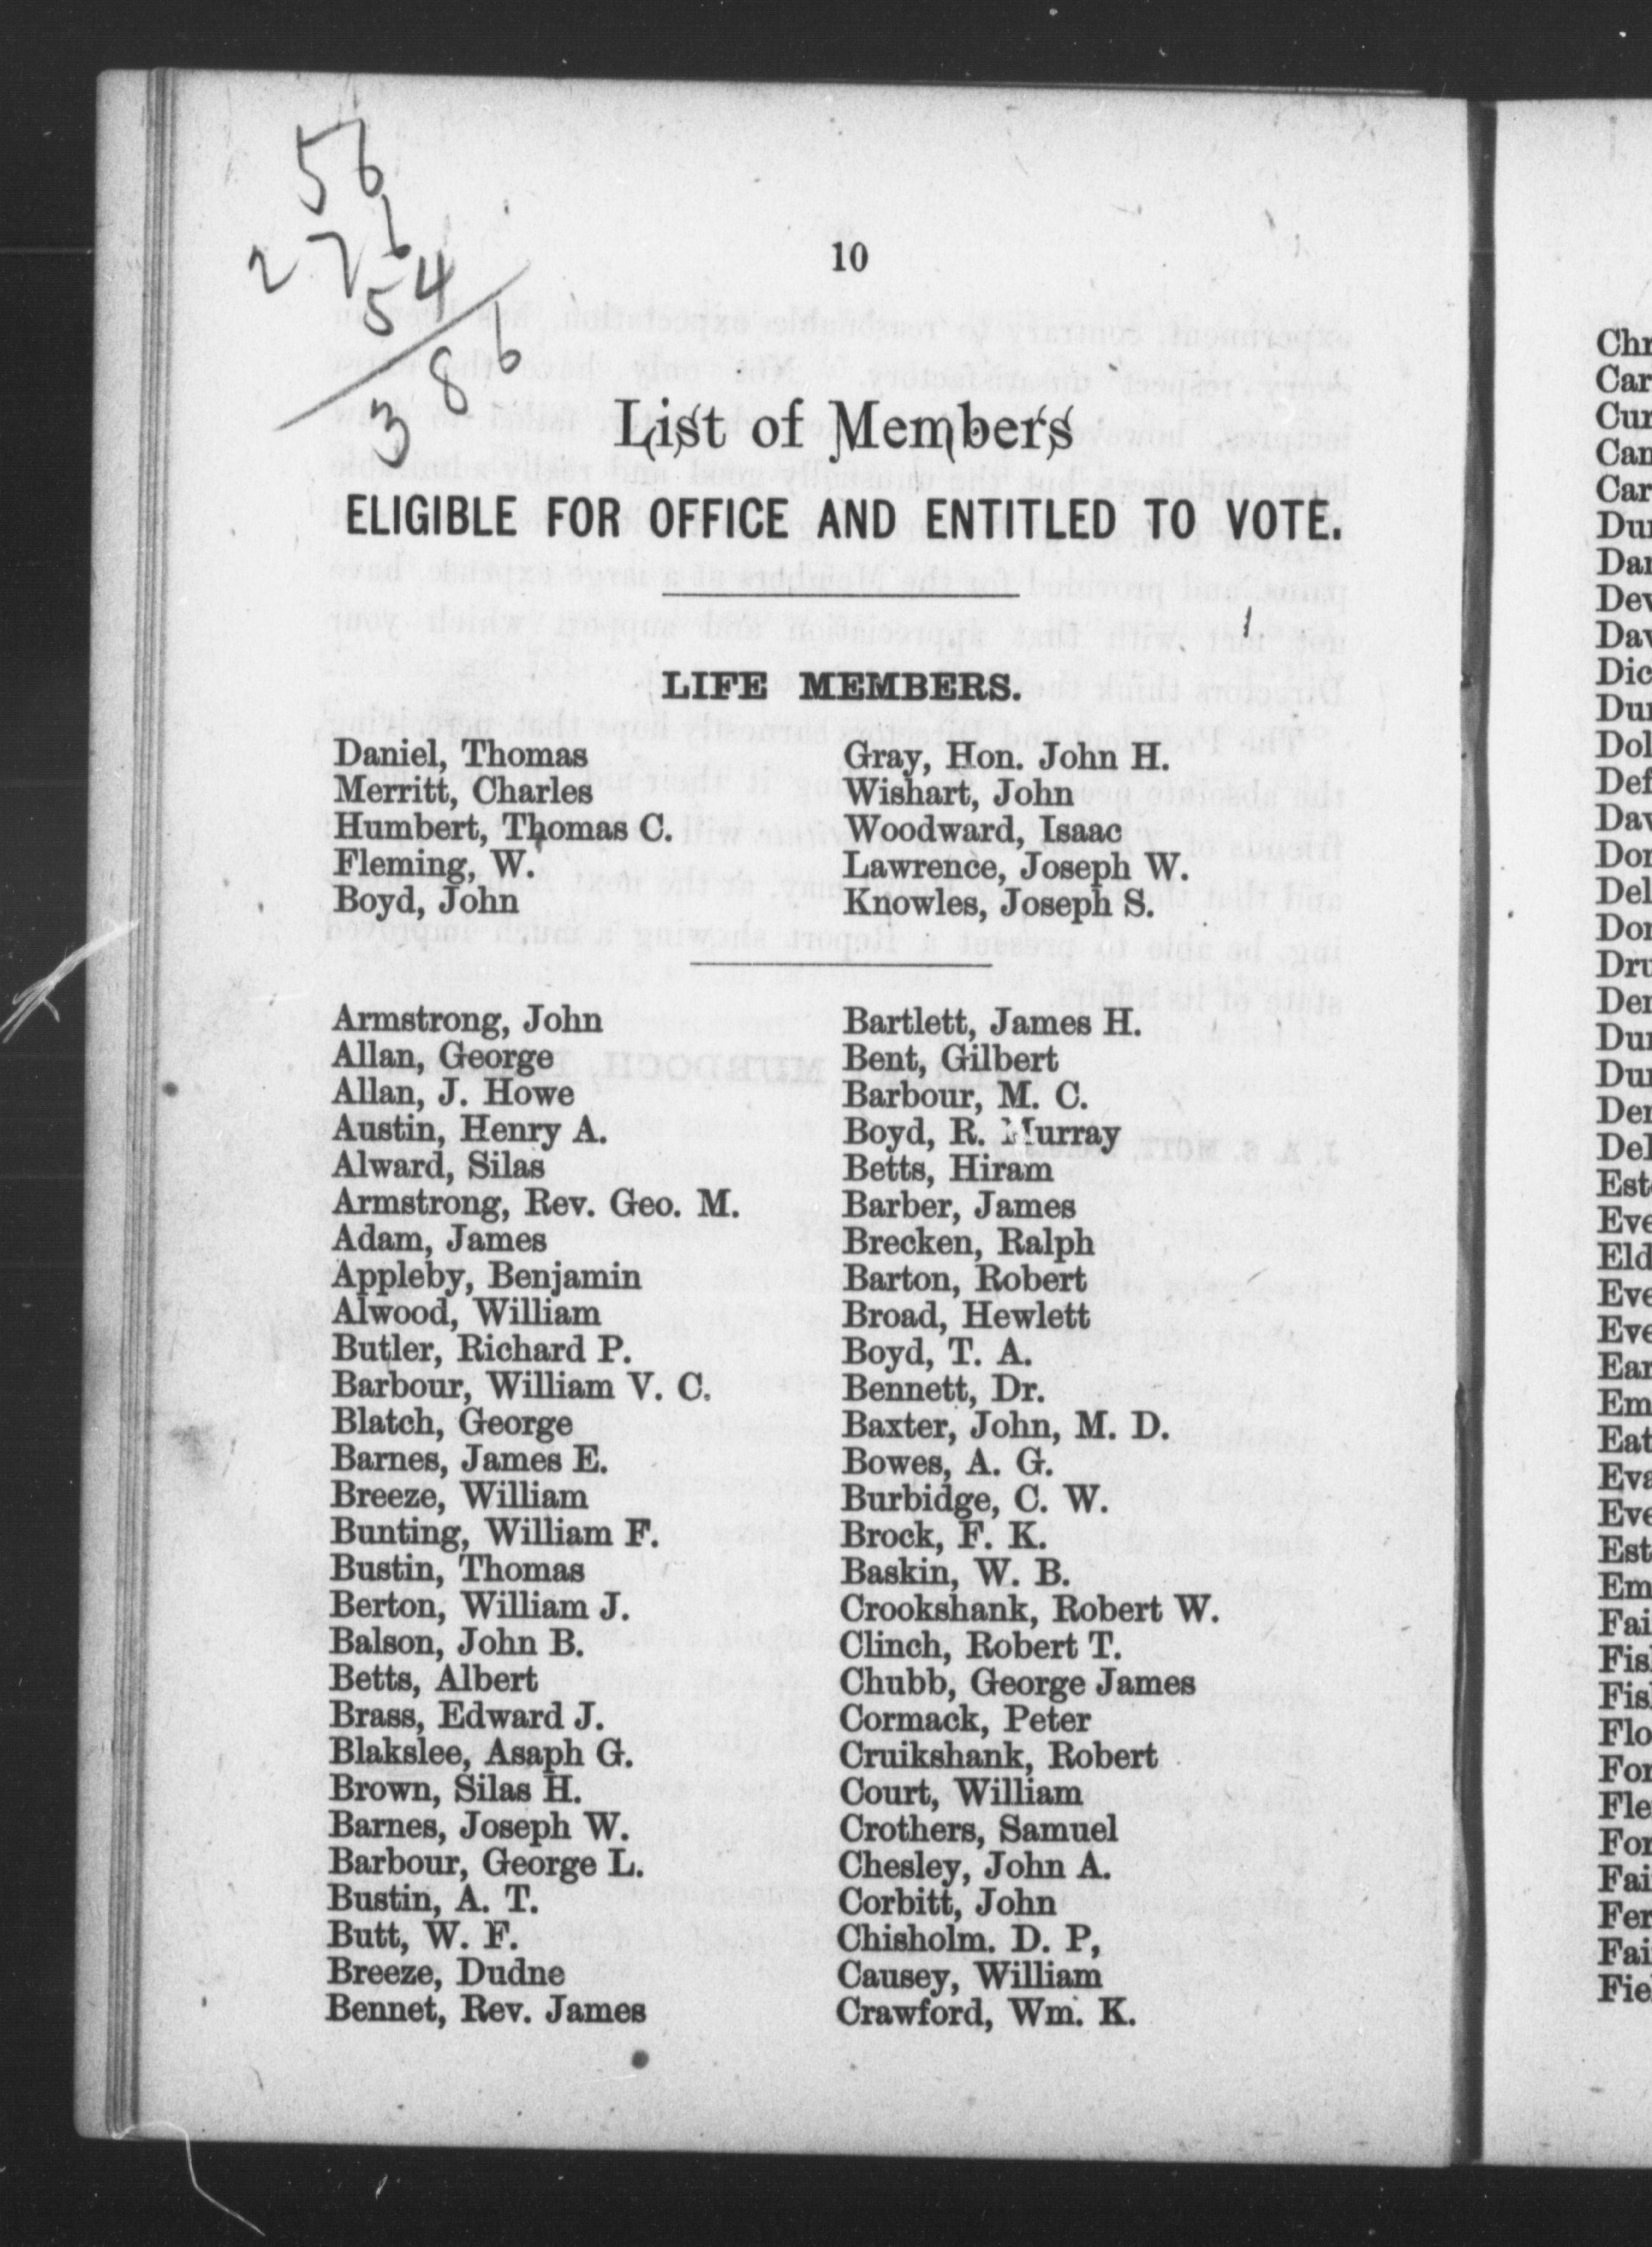 56
276
54
386
10
List of Members
ELIGIBLE FOR OFFICE AND ENTITLED TO VOTE.
LIFE MEMBERS.
Daniel, Thomas
Merritt, Charles
Humbert, Thomas C.
Fleming, W.
Boyd, John
Gray, Hon. John H.
Wishart, John
Woodward, Isaac
Lawrence, Joseph W.
Knowles, Joseph S.
Armstrong, John
Allan, George
Allan, J. Howe
Austin, Henry A.
Alward, Silas
Armstrong, Rev. Geo. M.
Adam, James
Appleby, Benjamin
Alwood, William
Butler, Richard P.
Barbour, William V. C.
Blatch, George
Barnes, James E.
Breeze, William
Bunting, William F.
Bustin, Thomas
Berton, William J.
Balson, John B.
Betts, Albert
Brass, Edward J.
Blakslee, Asaph G.
Brown, Silas H.
Barnes, Joseph W.
Barbour, George L.
Bustin, A. T.
Butt, W. F.
Breeze, Dudne
Bennet, Rev. James
Bartlett, James H.
Bent, Gilbert
Barbour, M. C.
Boyd, R. Murray
Betts, Hiram
Barber, James
Brecken, Ralph
Barton, Robert
Broad, Hewlett
Boyd, T. A.
Bennett, Dr.
Baxter, John, M. D.
Bowes, A. G.
Burbidge, C. W.
Brock, F. K.
Baskin, W. B.
Crookshank, Robert W.
Clinch, Robert T.
Chubb, George James
Cormack, Peter
Cruikshank, Robert
Court, William
Crothers, Samuel
Chesley, John A.
Corbitt, John
Chisholm. D. P,
Causey, William
Crawford, Wm. K.